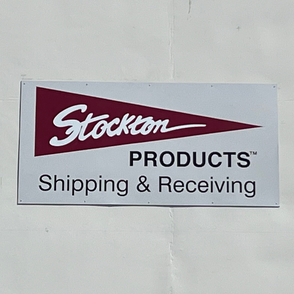 Stockton
PRODUCTS™
Shipping & Receiving